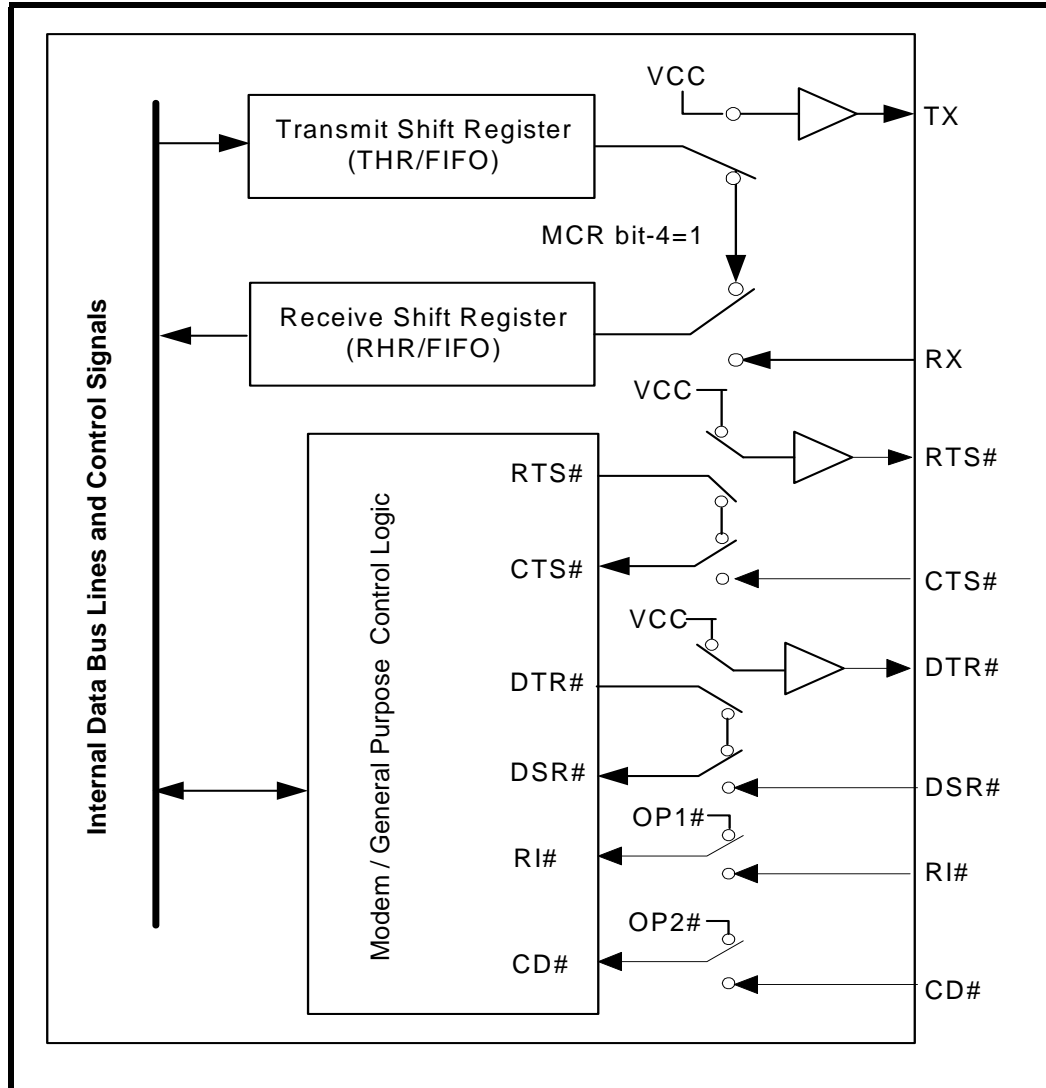 VCC
TX
Transmit Shift Register
(THR/FIFO)
MCR bit-4=1
Receive Shift Register
(RHR/FIFO)
RX
VCC
RTS#
RTS#
CTS#
CTS#
VCC
DTR#
DTR#
DSR#
DSR#
OP1#
RI#
RI#
OP2#
CD#
CD#
Internal Data Bus Lines and Control Signals
Modem / General Purpose Control Logic